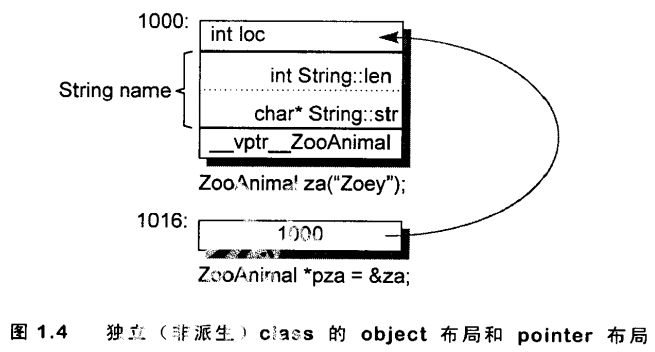 1000:
int loc
String name
int String::len
char* String::str
__vptr__ZooAnimal
ZooAnimal za("Zoey");
1016:
1000
ZooAnimal *pza = &za;
图 1.4 独立（非派生）class 的 object 布局和 pointer 布局